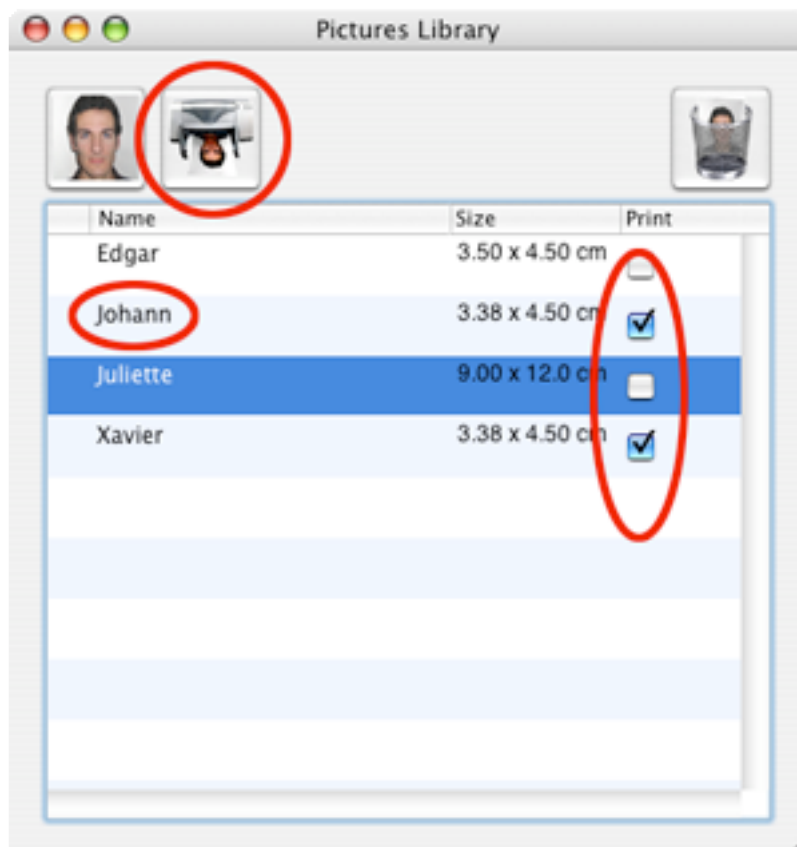 Pictures Library
Name Size Print
Edgar 3.50 x 4.50 cm
Johann 3.38 x 4.50 cm
Juliette 9.00 x 12.0 cm
Xavier 3.38 x 4.50 cm